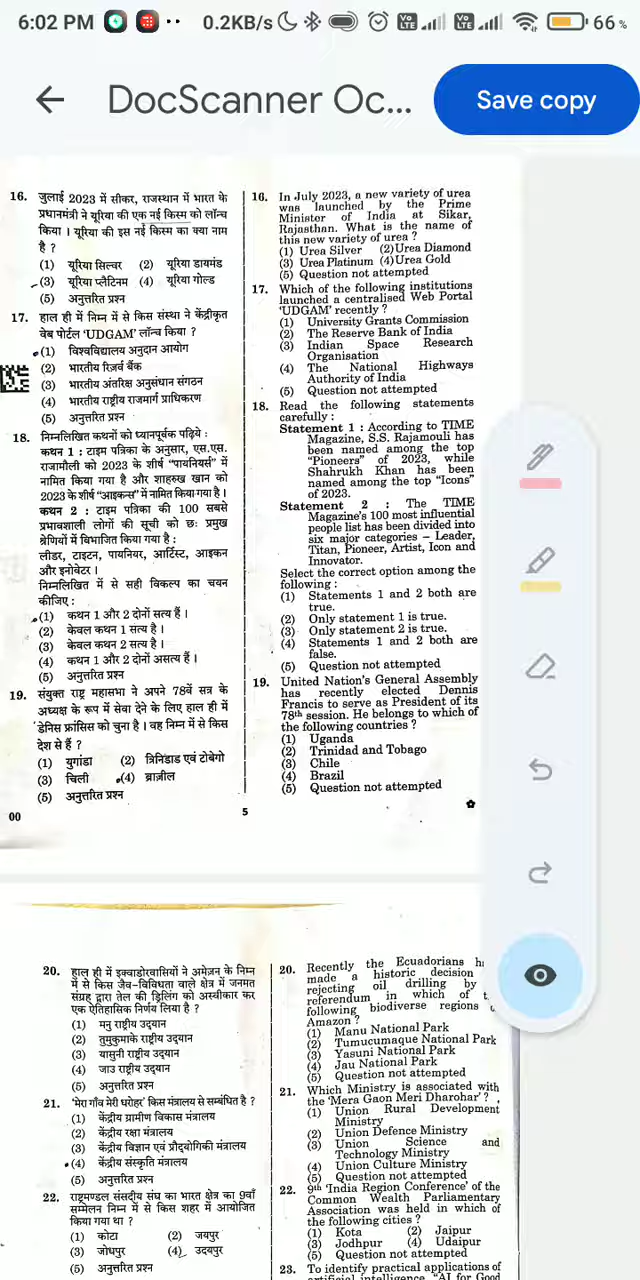 6:02 PM
0.2KB/s
Vo LTE
Vo LTE
66%
DocScanner Oc...
Save copy
16. जुलाई 2023 में सीकर, राजस्थान में भारत के
प्रधानमंत्री ने यूरिया की एक नई किस्म को लॉन्च
किया । यूरिया की इस नई किस्म का क्या नाम
है ?
(1) यूरिया सिल्वर (2) यूरिया डायमंड
(3) यूरिया प्लैटिनम (4) यूरिया गोल्ड
(5) अनुत्तरित प्रश्न
17. हाल ही में निम्न में से किस संस्था ने केंद्रीकृत
वेब पोर्टल ‘UDGAM’ लॉन्च किया ?
(1) विश्वविद्यालय अनुदान आयोग
(2) भारतीय रिज़र्व बैंक
(3) भारतीय अंतरिक्ष अनुसंधान संगठन
(4) भारतीय राष्ट्रीय राजमार्ग प्राधिकरण
(5) अनुत्तरित प्रश्न
18. निम्नलिखित कथनों को ध्यानपूर्वक पढ़िये :
कथन 1 : टाइम पत्रिका के अनुसार, एस.एस.
राजामौली को 2023 के शीर्ष “पायनियर्स” में
नामित किया गया है और शाहरुख खान को
2023 के शीर्ष “आइकन्स” में नामित किया गया है ।
कथन 2 : टाइम पत्रिका की 100 सबसे
प्रभावशाली लोगों की सूची को छः प्रमुख
श्रेणियों में विभाजित किया गया है :
लीडर, टाइटन, पायनियर, आर्टिस्ट, आइकन
और इनोवेटर ।
निम्नलिखित में से सही विकल्प का चयन
कीजिए :
(1) कथन 1 और 2 दोनों सत्य हैं ।
(2) केवल कथन 1 सत्य है ।
(3) केवल कथन 2 सत्य है ।
(4) कथन 1 और 2 दोनों असत्य हैं ।
(5) अनुत्तरित प्रश्न
19. संयुक्त राष्ट्र महासभा ने अपने 78वें सत्र के
अध्यक्ष के रूप में सेवा देने के लिए हाल ही में
डेनिस फ्रांसिस को चुना है । वह निम्न में से किस
देश से हैं ?
(1) युगांडा (2) त्रिनिडाड एवं टोबेगो
(3) चिली (4) ब्राज़ील
(5) अनुत्तरित प्रश्न
00
16. In July 2023, a new variety of urea
was launched by the Prime
Minister of India at Sikar,
Rajasthan. What is the name of
this new variety of urea ?
(1) Urea Silver (2) Urea Diamond
(3) Urea Platinum (4) Urea Gold
(5) Question not attempted
17. Which of the following institutions
launched a centralised Web Portal
‘UDGAM’ recently ?
(1) University Grants Commission
(2) The Reserve Bank of India
(3) Indian Space Research
Organisation
(4) The National Highways
Authority of India
(5) Question not attempted
18. Read the following statements
carefully :
Statement 1 : According to TIME
Magazine, S.S. Rajamouli has
been named among the top
“Pioneers” of 2023, while
Shahrukh Khan has been
named among the top “Icons”
of 2023.
Statement 2 : The TIME
Magazine’s 100 most influential
people list has been divided into
six major categories – Leader,
Titan, Pioneer, Artist, Icon and
Innovator.
Select the correct option among the
following :
(1) Statements 1 and 2 both are
true.
(2) Only statement 1 is true.
(3) Only statement 2 is true.
(4) Statements 1 and 2 both are
false.
(5) Question not attempted
19. United Nation’s General Assembly
has recently elected Dennis
Francis to serve as President of its
78th session. He belongs to which of
the following countries ?
(1) Uganda
(2) Trinidad and Tobago
(3) Chile
(4) Brazil
(5) Question not attempted
5
20. हाल ही में इक्वाडोरवासियों ने अमेज़न के निम्न
में से किस जैव-विविधता वाले क्षेत्र में जनमत
संग्रह द्वारा तेल की ड्रिलिंग को अस्वीकार कर
एक ऐतिहासिक निर्णय लिया है ?
(1) मनु राष्ट्रीय उद्यान
(2) तुमुकुमाके राष्ट्रीय उद्यान
(3) यासुनी राष्ट्रीय उद्यान
(4) जाउ राष्ट्रीय उद्यान
(5) अनुत्तरित प्रश्न
21. ‘मेरा गाँव मेरी धरोहर’ किस मंत्रालय से सम्बंधित है ?
(1) केंद्रीय ग्रामीण विकास मंत्रालय
(2) केंद्रीय रक्षा मंत्रालय
(3) केंद्रीय विज्ञान एवं प्रौद्योगिकी मंत्रालय
(4) केंद्रीय संस्कृति मंत्रालय
(5) अनुत्तरित प्रश्न
22. राष्ट्रमण्डल संसदीय संघ का भारत क्षेत्र का 9वाँ
सम्मेलन निम्न में से किस शहर में आयोजित
किया गया था ?
(1) कोटा (2) जयपुर
(3) जोधपुर (4) उदयपुर
(5) अनुत्तरित प्रश्न
20. Recently the Ecuadorians
made a historic decision
rejecting oil drilling by
referendum in which of
following biodiverse regions
Amazon ?
(1) Manu National Park
(2) Tumucumaque National Park
(3) Yasuni National Park
(4) Jau National Park
(5) Question not attempted
21. Which Ministry is associated with
the ‘Mera Gaon Meri Dharohar’ ?
(1) Union Rural Development
Ministry
(2) Union Defence Ministry
(3) Union Science and
Technology Ministry
(4) Union Culture Ministry
(5) Question not attempted
22. 9th ‘India Region Conference’ of the
Common Wealth Parliamentary
Association was held in which of
the following cities ?
(1) Kota (2) Jaipur
(3) Jodhpur (4) Udaipur
(5) Question not attempted
23. To identify practical applications of
artificial intelligence, “AI for Good